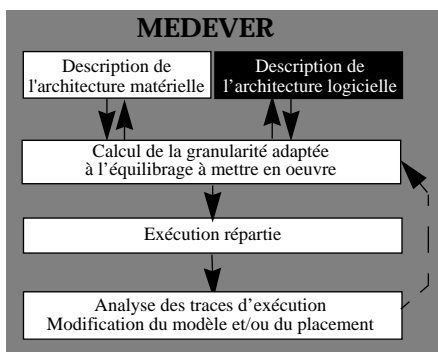 MEDEVER
Description de
l'architecture matérielle
Description de
l’architecture logicielle
Calcul de la granularité adaptée
à l’équilibrage à mettre en oeuvre
Exécution répartie
Analyse des traces d’exécution
Modification du modèle et/ou du placement